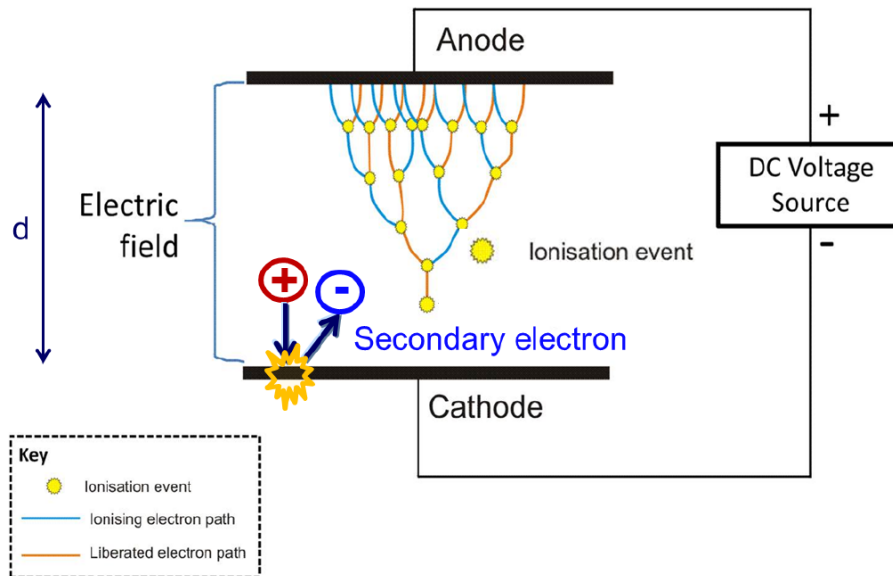 Anode
+
DC Voltage
Source
-
d
Electric
field
Ionisation event
+
-
Secondary electron
Cathode
Key
Ionisation event
Ionising electron path
Liberated electron path